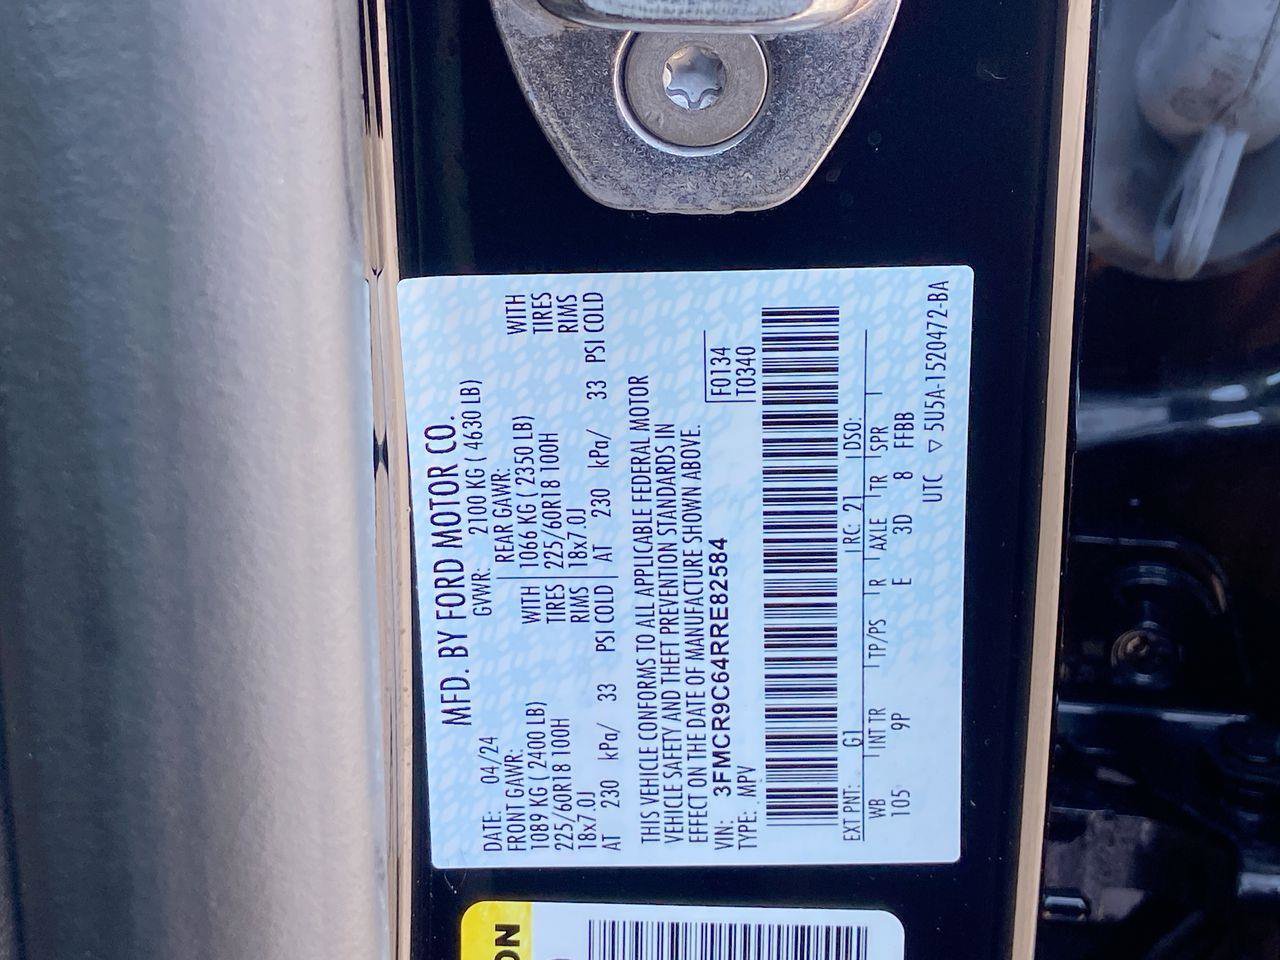 MFD. BY FORD MOTOR CO.
DATE: 04/24 GVWR: 2100 KG ( 4630 LB)
FRONT GAWR: REAR GAWR:
1089 KG ( 2400 LB) WITH 1066 KG ( 2350 LB) WITH
225/60R18 100H TIRES 225/60R18 100H TIRES
18x7.0J RIMS 18x7.0J RIMS
AT 230 kPa/ 33 PSI COLD AT 230 kPa/ 33 PSI COLD
THIS VEHICLE CONFORMS TO ALL APPLICABLE FEDERAL MOTOR
VEHICLE SAFETY AND THEFT PREVENTION STANDARDS IN
EFFECT ON THE DATE OF MANUFACTURE SHOWN ABOVE.
VIN: 3FMCR9C64RRE82584 F0134
TYPE: MPV T0340
EXT PNT: G1 RC: 21 DSO:
WB INT TR TP/PS R AXLE TR SPR
105 9P E 3D 8 FFBB
UTC ▽ 5U5A-1520472-BA
ON